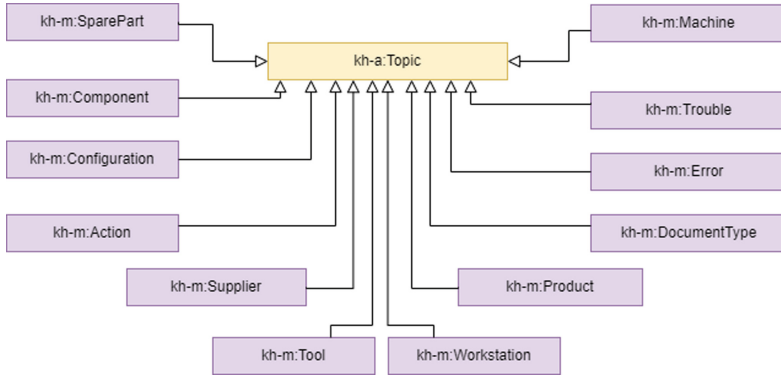 kh-m:SparePart
kh-m:Machine
kh-a:Topic
kh-m:Component
kh-m:Trouble
kh-m:Configuration
kh-m:Error
kh-m:Action
kh-m:DocumentType
kh-m:Supplier
kh-m:Product
kh-m:Tool
kh-m:Workstation